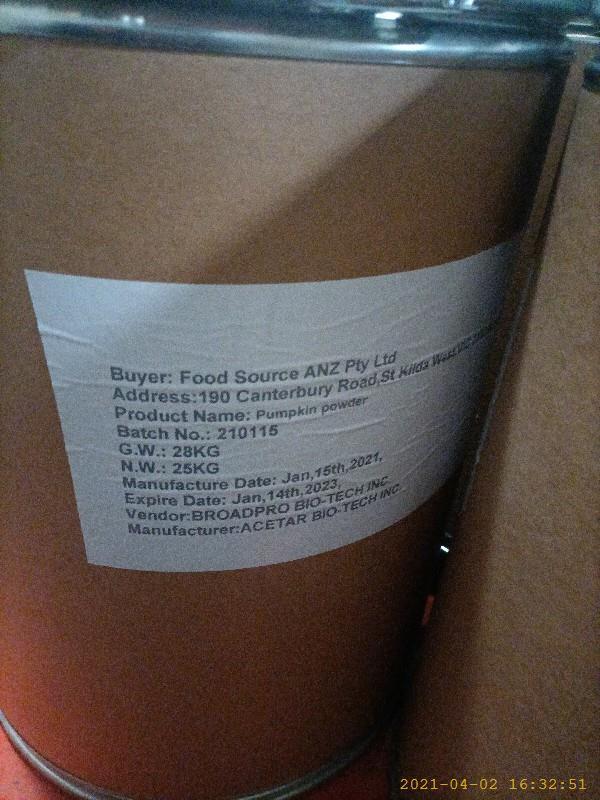 Buyer: Food Source ANZ Pty Ltd
Address:190 Canterbury Road,St Kilda West,VIC
Product Name: Pumpkin powder
Batch No.: 210115
G.W.: 28KG
N.W.: 25KG
Manufacture Date: Jan,15th,2021,
Expire Date: Jan,14th,2023,
Vendor:BROADPRO BIO-TECH INC.
Manufacturer:ACETAR BIO-TECH INC.
2021-04-02 16:32:51